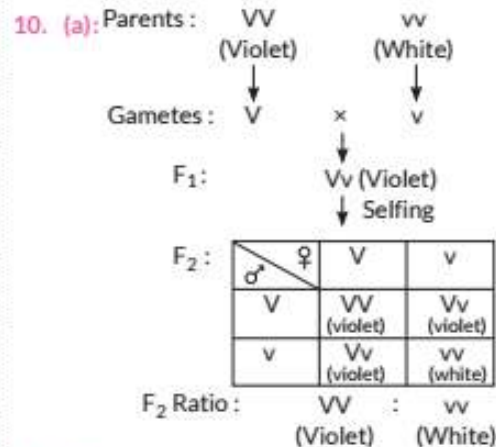 10. (a): Parents : VV vv
(Violet) (White)
Gametes : V × v
F₁ : Vv (Violet)
Selfing
F₂ : ♂ ♀ V v
V VV Vv
(violet) (violet)
v Vv vv
(violet) (white)
F₂ Ratio : VV : vv
(Violet) (White)